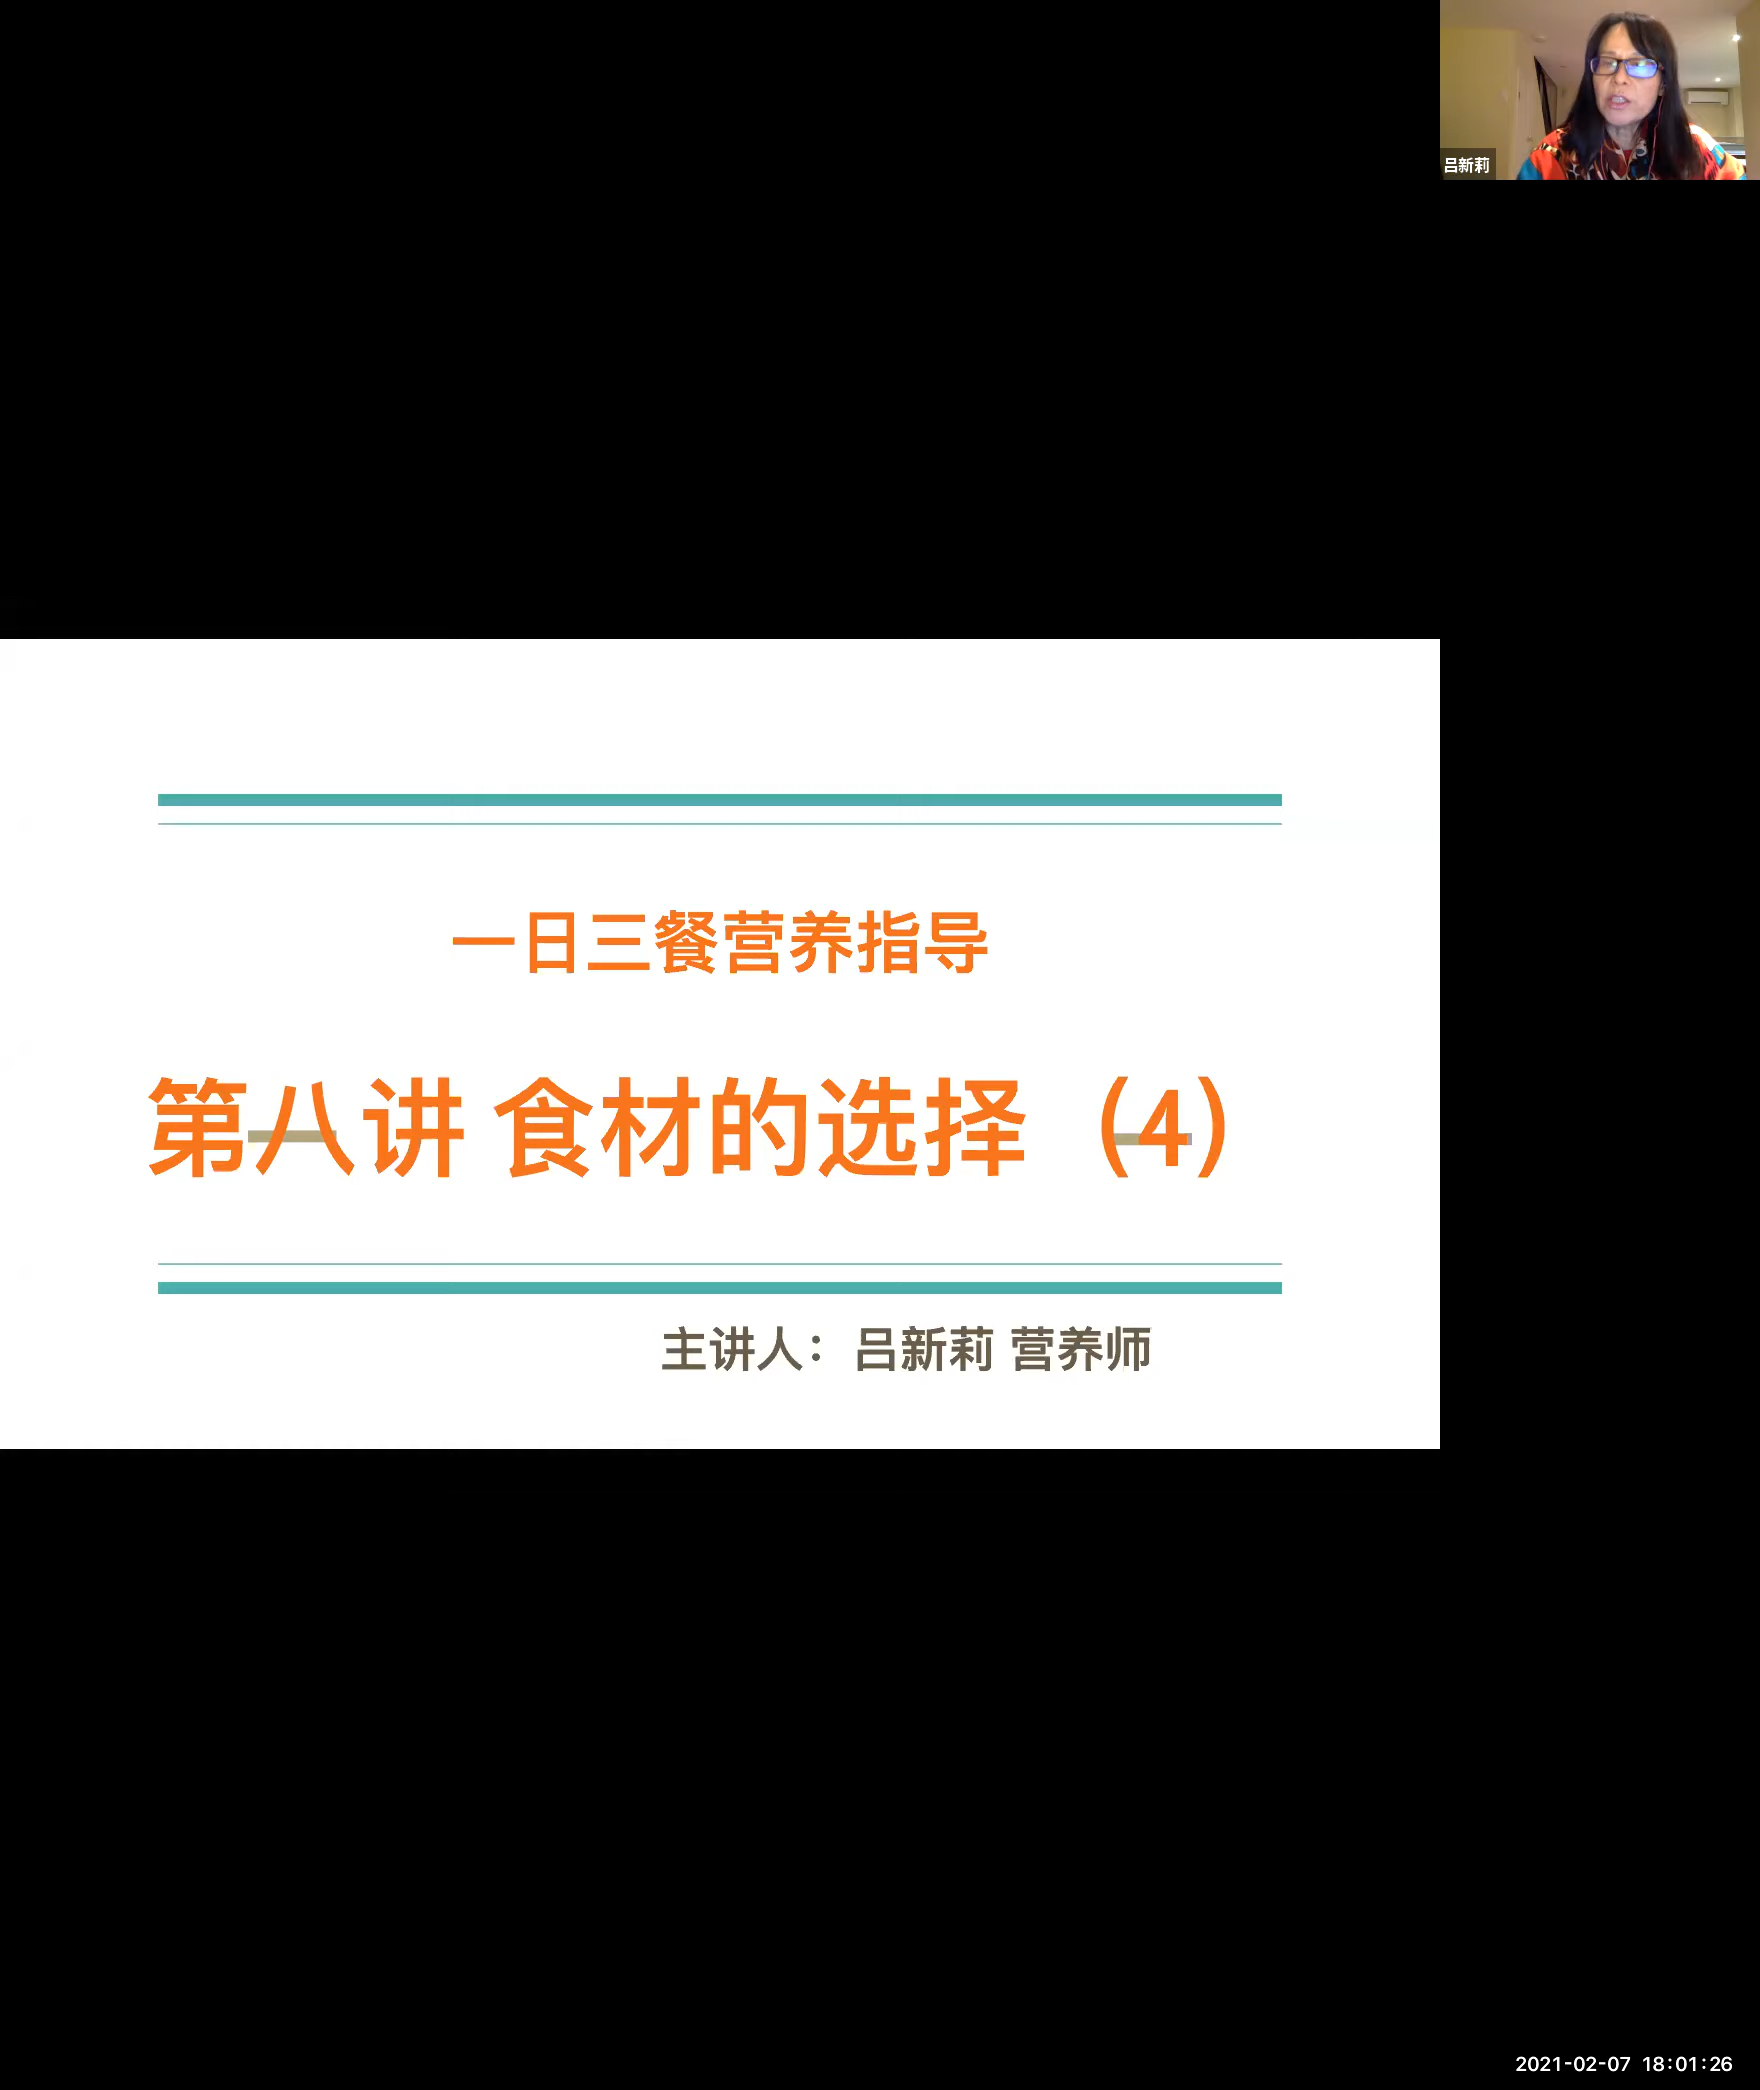 吕新莉
一日三餐营养指导
第八讲 食材的选择（4）
主讲人：吕新莉 营养师
2021-02-07 18:01:26